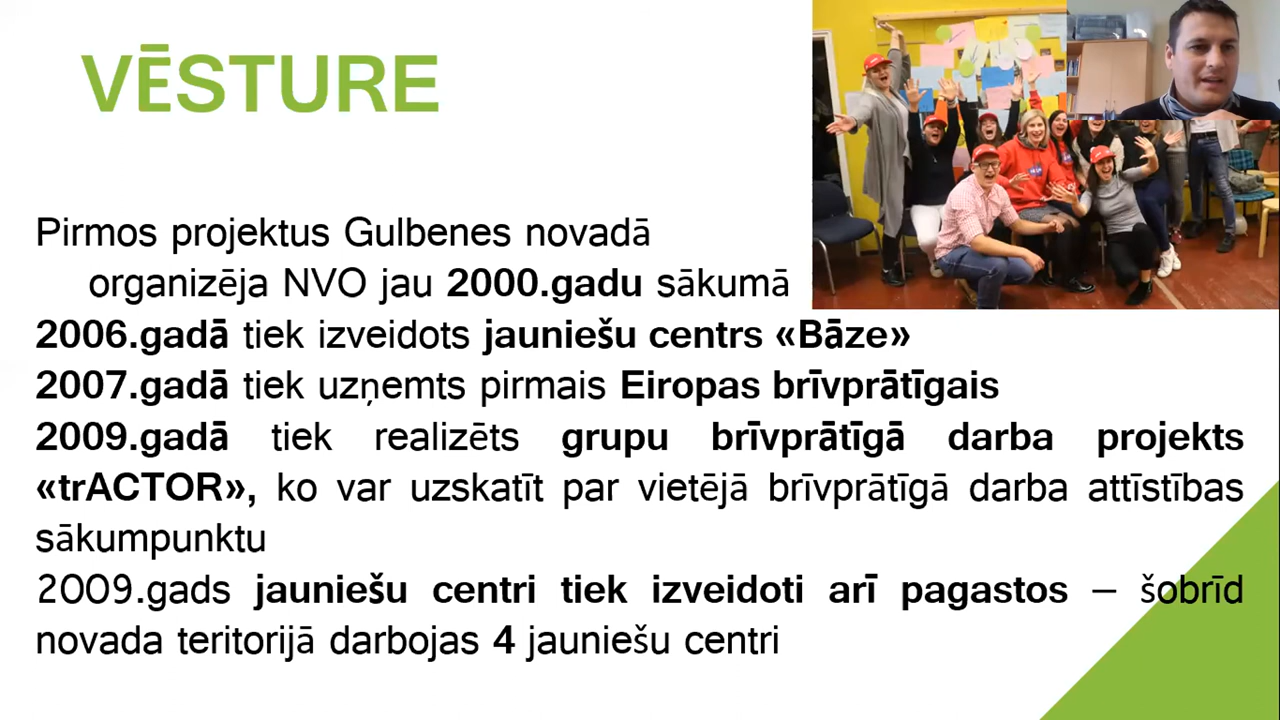 VĒSTURE
Pirmos projektus Gulbenes novadā
organizēja NVO jau 2000.gadu sākumā
2006.gadā tiek izveidots jauniešu centrs «Bāze»
2007.gadā tiek uzņemts pirmais Eiropas brīvprātīgais
2009.gadā tiek realizēts grupu brīvprātīgā darba projekts
«trACTOR», ko var uzskatīt par vietējā brīvprātīgā darba attīstības
sākumpunktu
2009.gads jauniešu centri tiek izveidoti arī pagastos – šobrīd
novada teritorijā darbojas 4 jauniešu centri